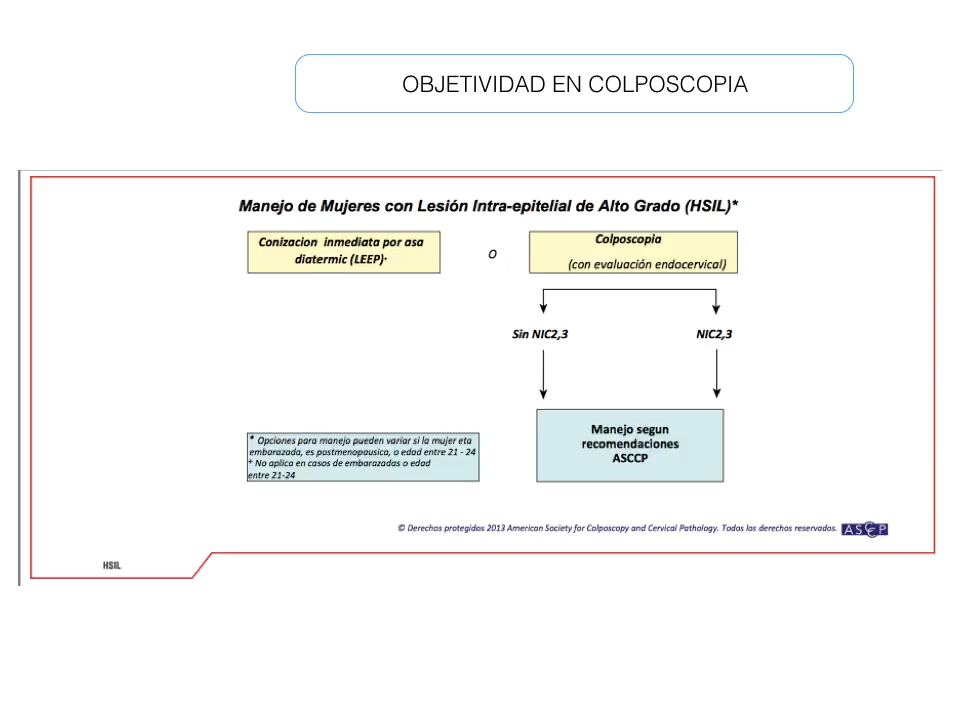 OBJETIVIDAD EN COLPOSCOPIA
Manejo de Mujeres con Lesión Intra-epitelial de Alto Grado (HSIL)*
Conizacion inmediata por asa
diatermic (LEEP)+
o
Colposcopia
(con evaluación endocervical)
Sin NIC2,3
NIC2,3
Manejo segun
recomendaciones
ASCCP
* Opciones para manejo pueden variar si la mujer eta
embarazada, es postmenopausica, o edad entre 21 - 24
+ No aplica en casos de embarazadas o edad
entre 21-24
© Derechos protegidos 2013 American Society for Colposcopy and Cervical Pathology. Todos los derechos reservados.
ASCCP
HSIL